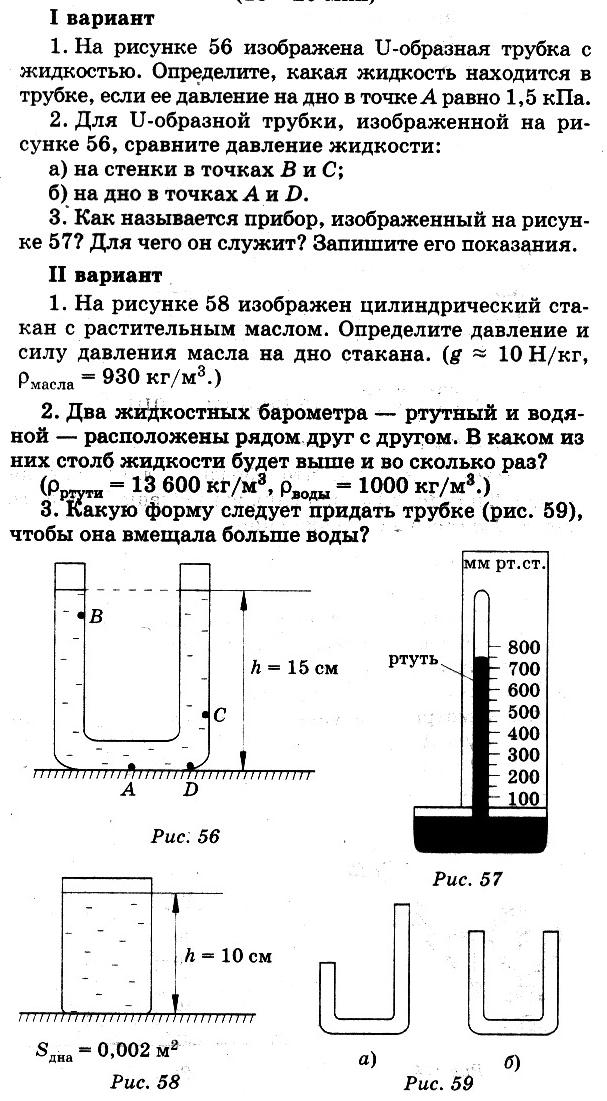 I вариант
1. На рисунке 56 изображена U-образная трубка с
жидкостью. Определите, какая жидкость находится в
трубке, если ее давление на дно в точке A равно 1,5 кПа.
2. Для U-образной трубки, изображенной на ри-
сунке 56, сравните давление жидкости:
а) на стенки в точках B и C;
б) на дно в точках A и D.
3. Как называется прибор, изображенный на рисун-
ке 57? Для чего он служит? Запишите его показания.
II вариант
1. На рисунке 58 изображен цилиндрический ста-
кан с растительным маслом. Определите давление и
силу давления масла на дно стакана. (g ≈ 10 Н/кг,
ρмасла = 930 кг/м³.)
2. Два жидкостных барометра — ртутный и водя-
ной — расположены рядом друг с другом. В каком из
них столб жидкости будет выше и во сколько раз?
(ρртути = 13 600 кг/м³, ρводы = 1000 кг/м³.)
3. Какую форму следует придать трубке (рис. 59),
чтобы она вмещала больше воды?
B
h = 15 см
C
A D
Рис. 56
мм рт.ст.
ртуть
800
700
600
500
400
300
200
100
Рис. 57
h = 10 см
Sдна = 0,002 м²
Рис. 58
а) б)
Рис. 59